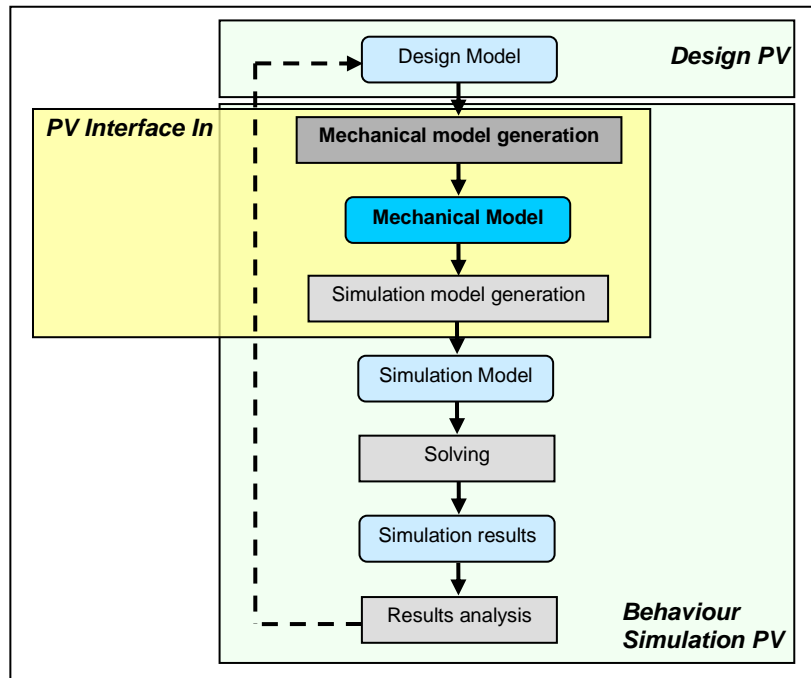 Design Model
Design PV
PV Interface In
Mechanical model generation
Mechanical Model
Simulation model generation
Simulation Model
Solving
Simulation results
Results analysis
Behaviour
Simulation PV